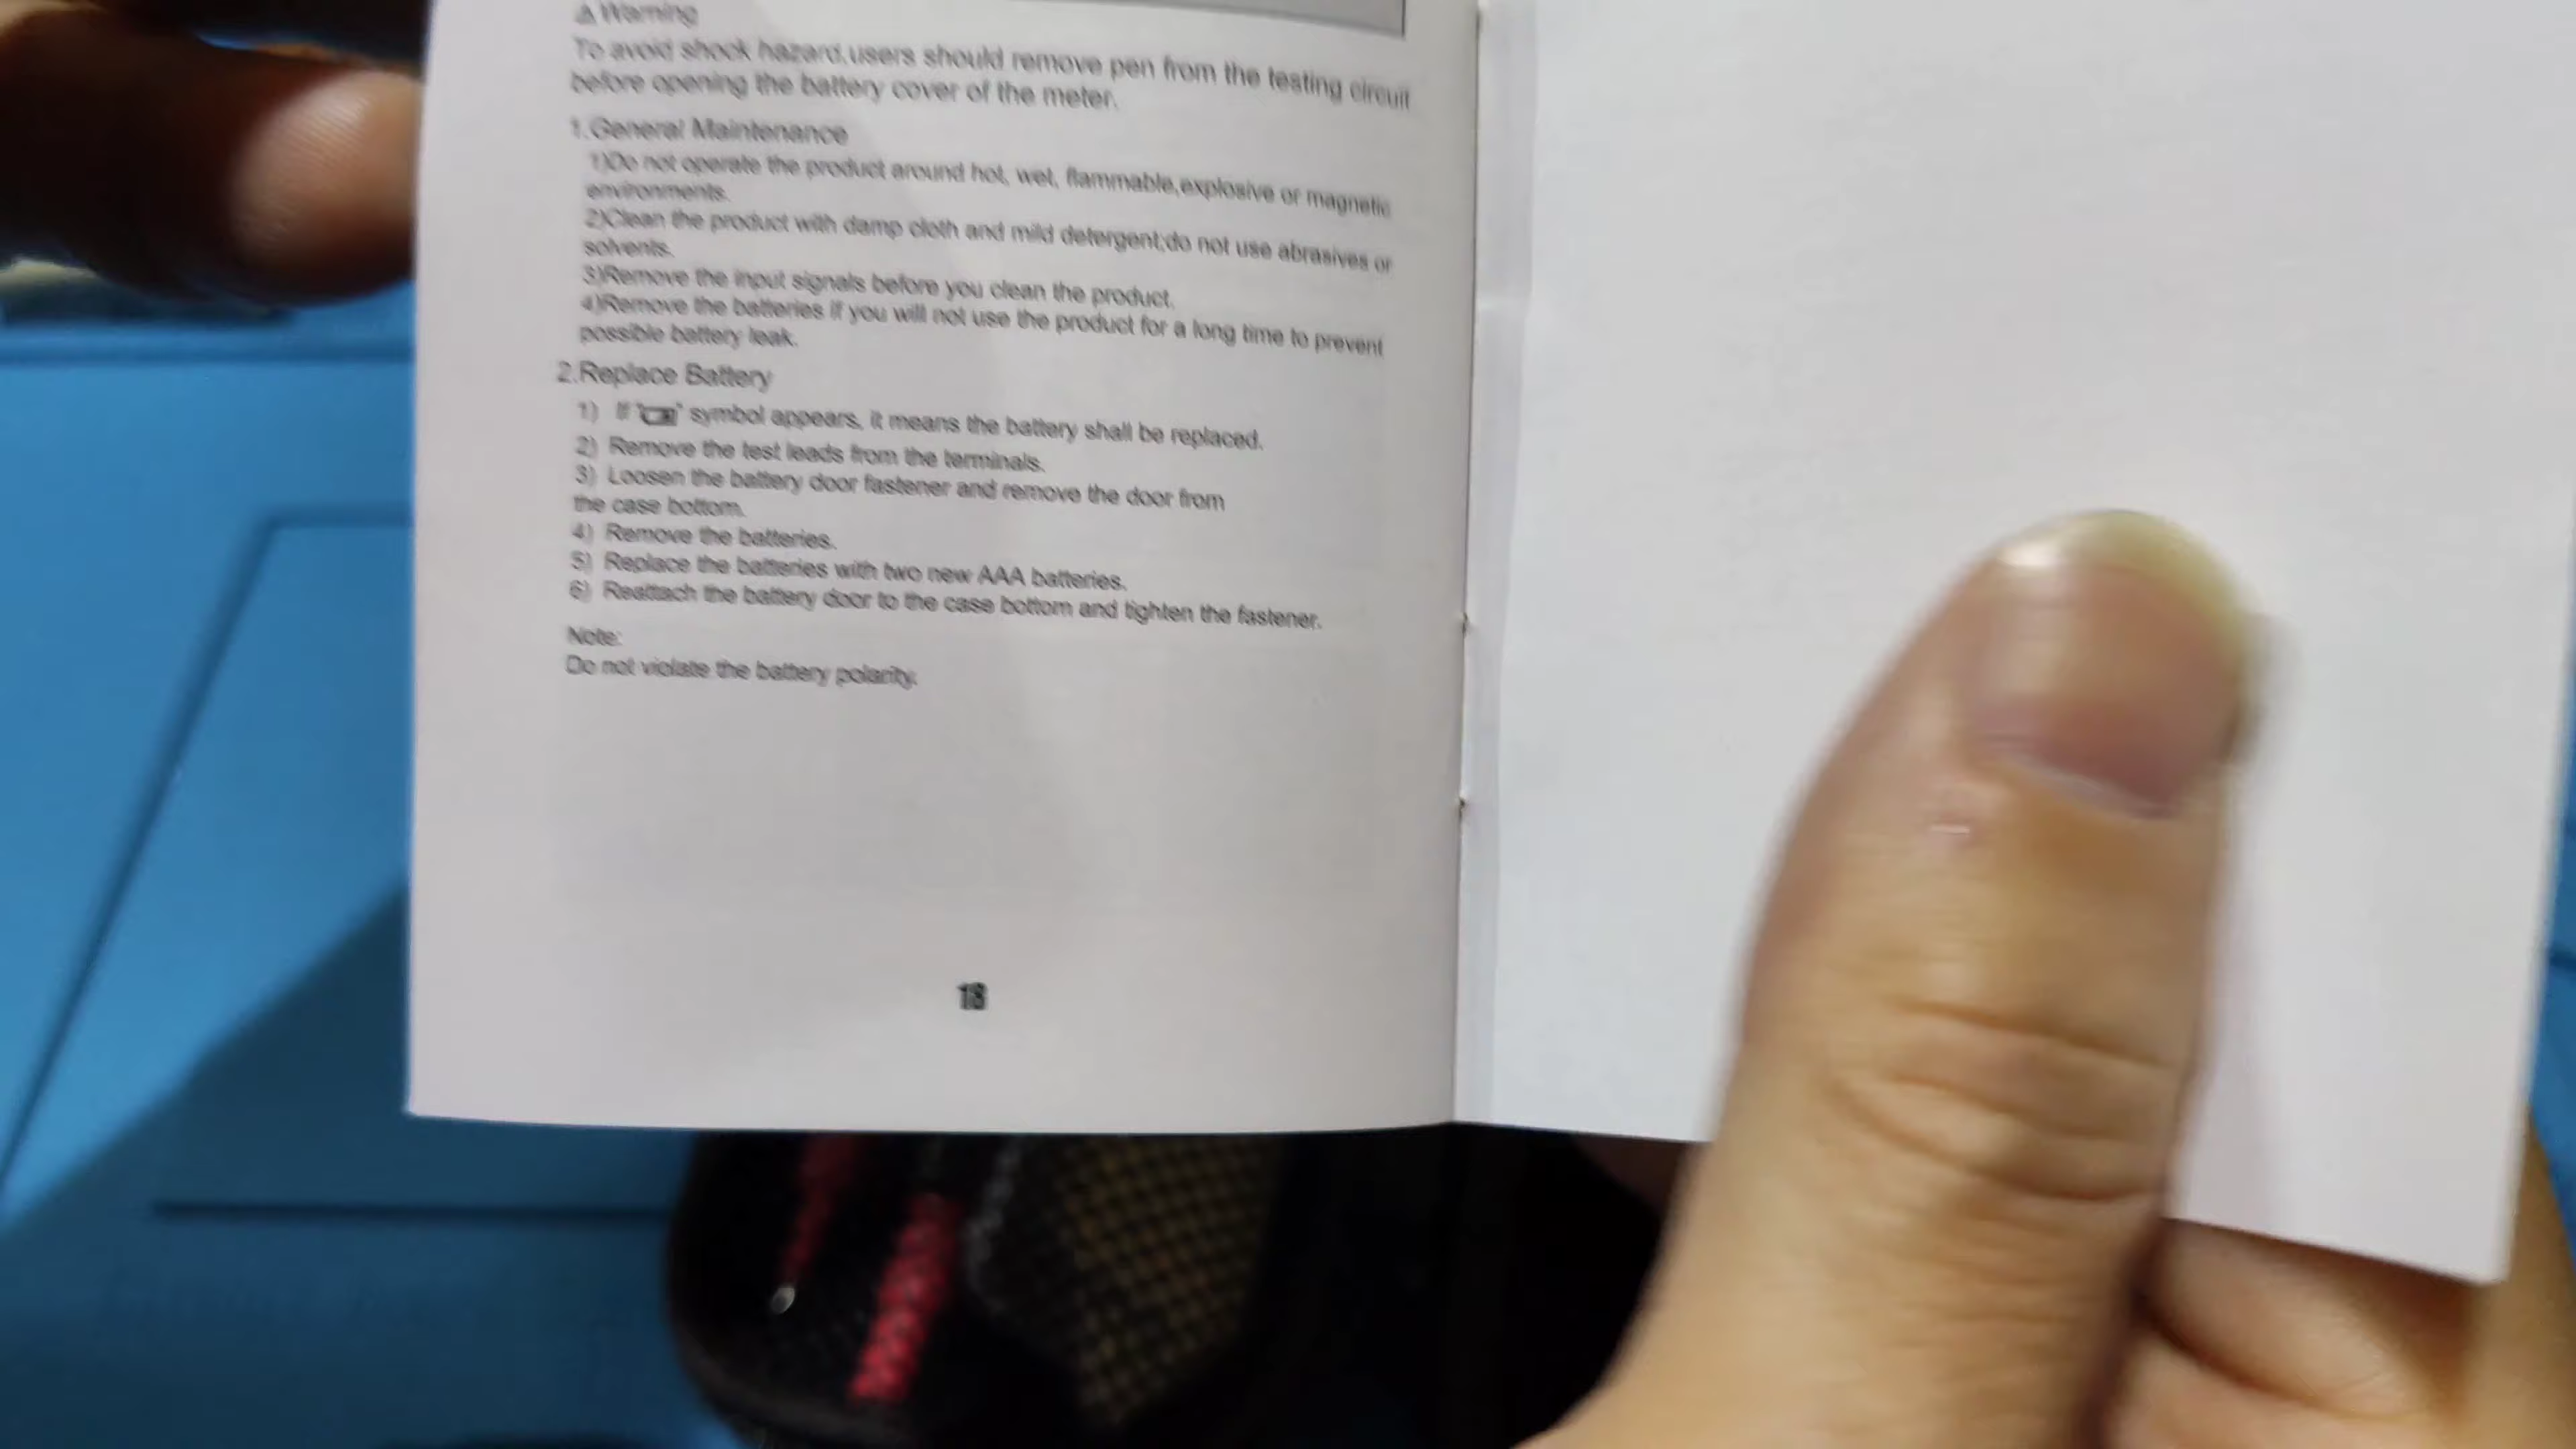 ⚠ Warning
To avoid shock hazard,users should remove pen from the testing circuit
before opening the battery cover of the meter.
1.General Maintenance
1)Do not operate the product around hot, wet, flammable,explosive or magnetic
environments.
2)Clean the product with damp cloth and mild detergent;do not use abrasives or
solvents.
3)Remove the input signals before you clean the product.
4)Remove the batteries if you will not use the product for a long time to prevent
possible battery leak.
2.Replace Battery
1) If "" symbol appears, it means the battery shall be replaced.
2) Remove the test leads from the terminals.
3) Loosen the battery door fastener and remove the door from
the case bottom.
4) Remove the batteries.
5) Replace the batteries with two new AAA batteries.
6) Reattach the battery door to the case bottom and tighten the fastener.
Note:
Do not violate the battery polarity.
18